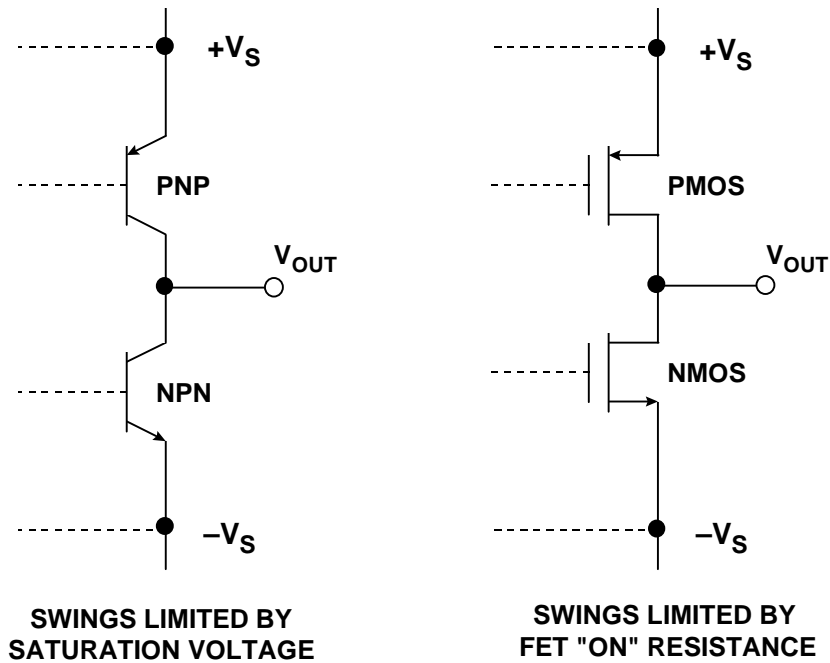 +VS
+VS
PNP
PMOS
VOUT
VOUT
NPN
NMOS
–VS
–VS
SWINGS LIMITED BY
SATURATION VOLTAGE
SWINGS LIMITED BY
FET "ON" RESISTANCE